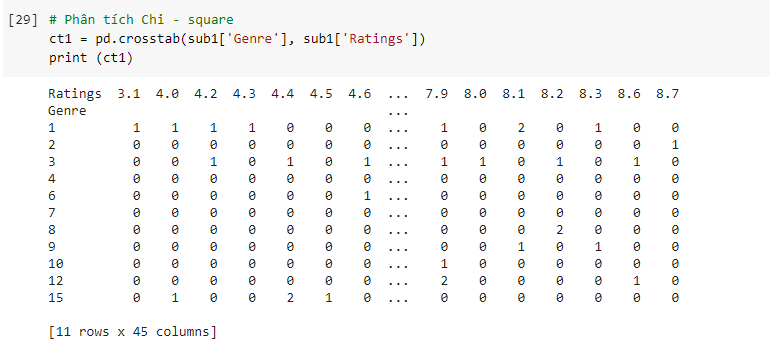 [29] # Phân tích Chi - square
ct1 = pd.crosstab(sub1['Genre'], sub1['Ratings'])
print (ct1)
Ratings 3.1 4.0 4.2 4.3 4.4 4.5 4.6 ... 7.9 8.0 8.1 8.2 8.3 8.6 8.7
Genre ...
1 1 1 1 1 0 0 0 ... 1 0 2 0 1 0 0
2 0 0 0 0 0 0 0 ... 0 0 0 0 0 0 1
3 0 0 1 0 1 0 1 ... 1 1 0 1 0 1 0
4 0 0 0 0 0 0 0 ... 0 0 0 0 0 0 0
6 0 0 0 0 0 0 1 ... 0 0 0 0 0 0 0
7 0 0 0 0 0 0 0 ... 0 0 0 0 0 0 0
8 0 0 0 0 0 0 0 ... 0 0 0 2 0 0 0
9 0 0 0 0 0 0 0 ... 0 0 1 0 1 0 0
10 0 0 0 0 0 0 0 ... 1 0 0 0 0 0 0
12 0 0 0 0 0 0 0 ... 2 0 0 0 0 1 0
15 0 1 0 0 2 1 0 ... 0 0 0 0 0 0 0
[11 rows x 45 columns]